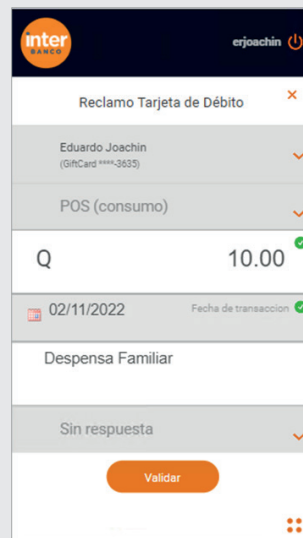 inter
BANCO
erjoachin
Reclamo Tarjeta de Débito
Eduardo Joachin
(GiftCard ****-3635)
POS (consumo)
Q 10.00
02/11/2022 Fecha de transaccion
Despensa Familiar
Sin respuesta
Validar